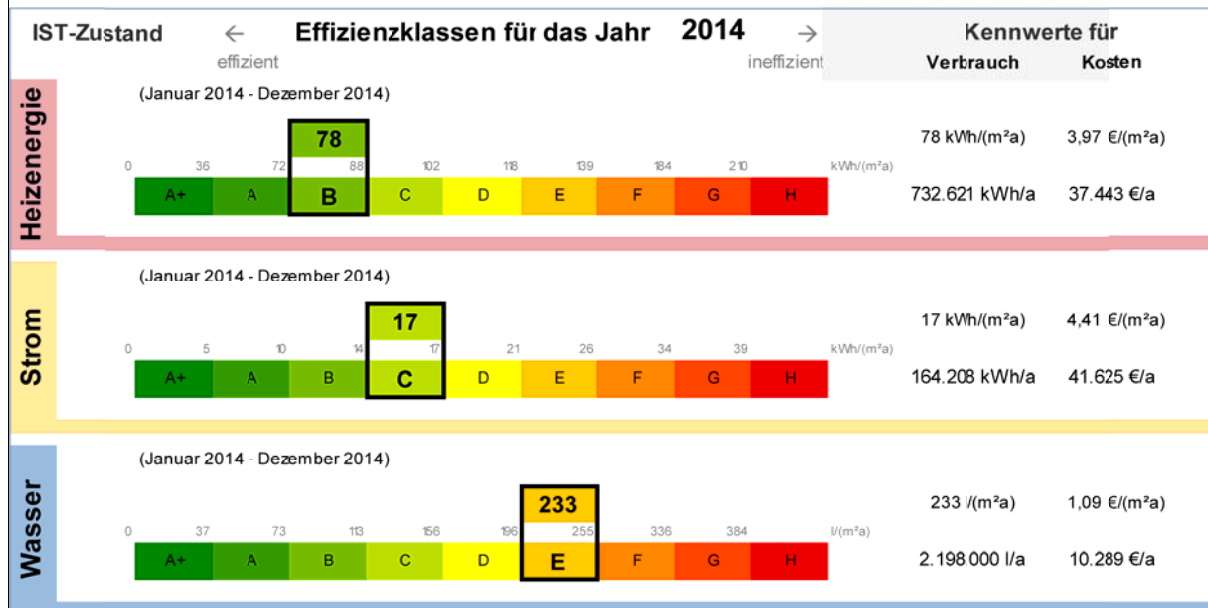 IST-Zustand ← Effizienzklassen für das Jahr 2014 → Kennwerte für
effizient ineffizient Verbrauch Kosten
Heizenergie
(Januar 2014 - Dezember 2014)
78
78 kWh/(m²a) 3,97 €/(m²a)
0 36 72 88 102 118 139 184 210 kWh/(m²a)
A+ A B C D E F G H
732.621 kWh/a 37.443 €/a
Strom
(Januar 2014 - Dezember 2014)
17
17 kWh/(m²a) 4,41 €/(m²a)
0 5 10 14 17 21 26 34 39 kWh/(m²a)
A+ A B C D E F G H
164.208 kWh/a 41.625 €/a
Wasser
(Januar 2014 - Dezember 2014)
233
233 l/(m²a) 1,09 €/(m²a)
0 37 73 113 156 196 255 336 384 l/(m²a)
A+ A B C D E F G H
2.198.000 l/a 10.289 €/a